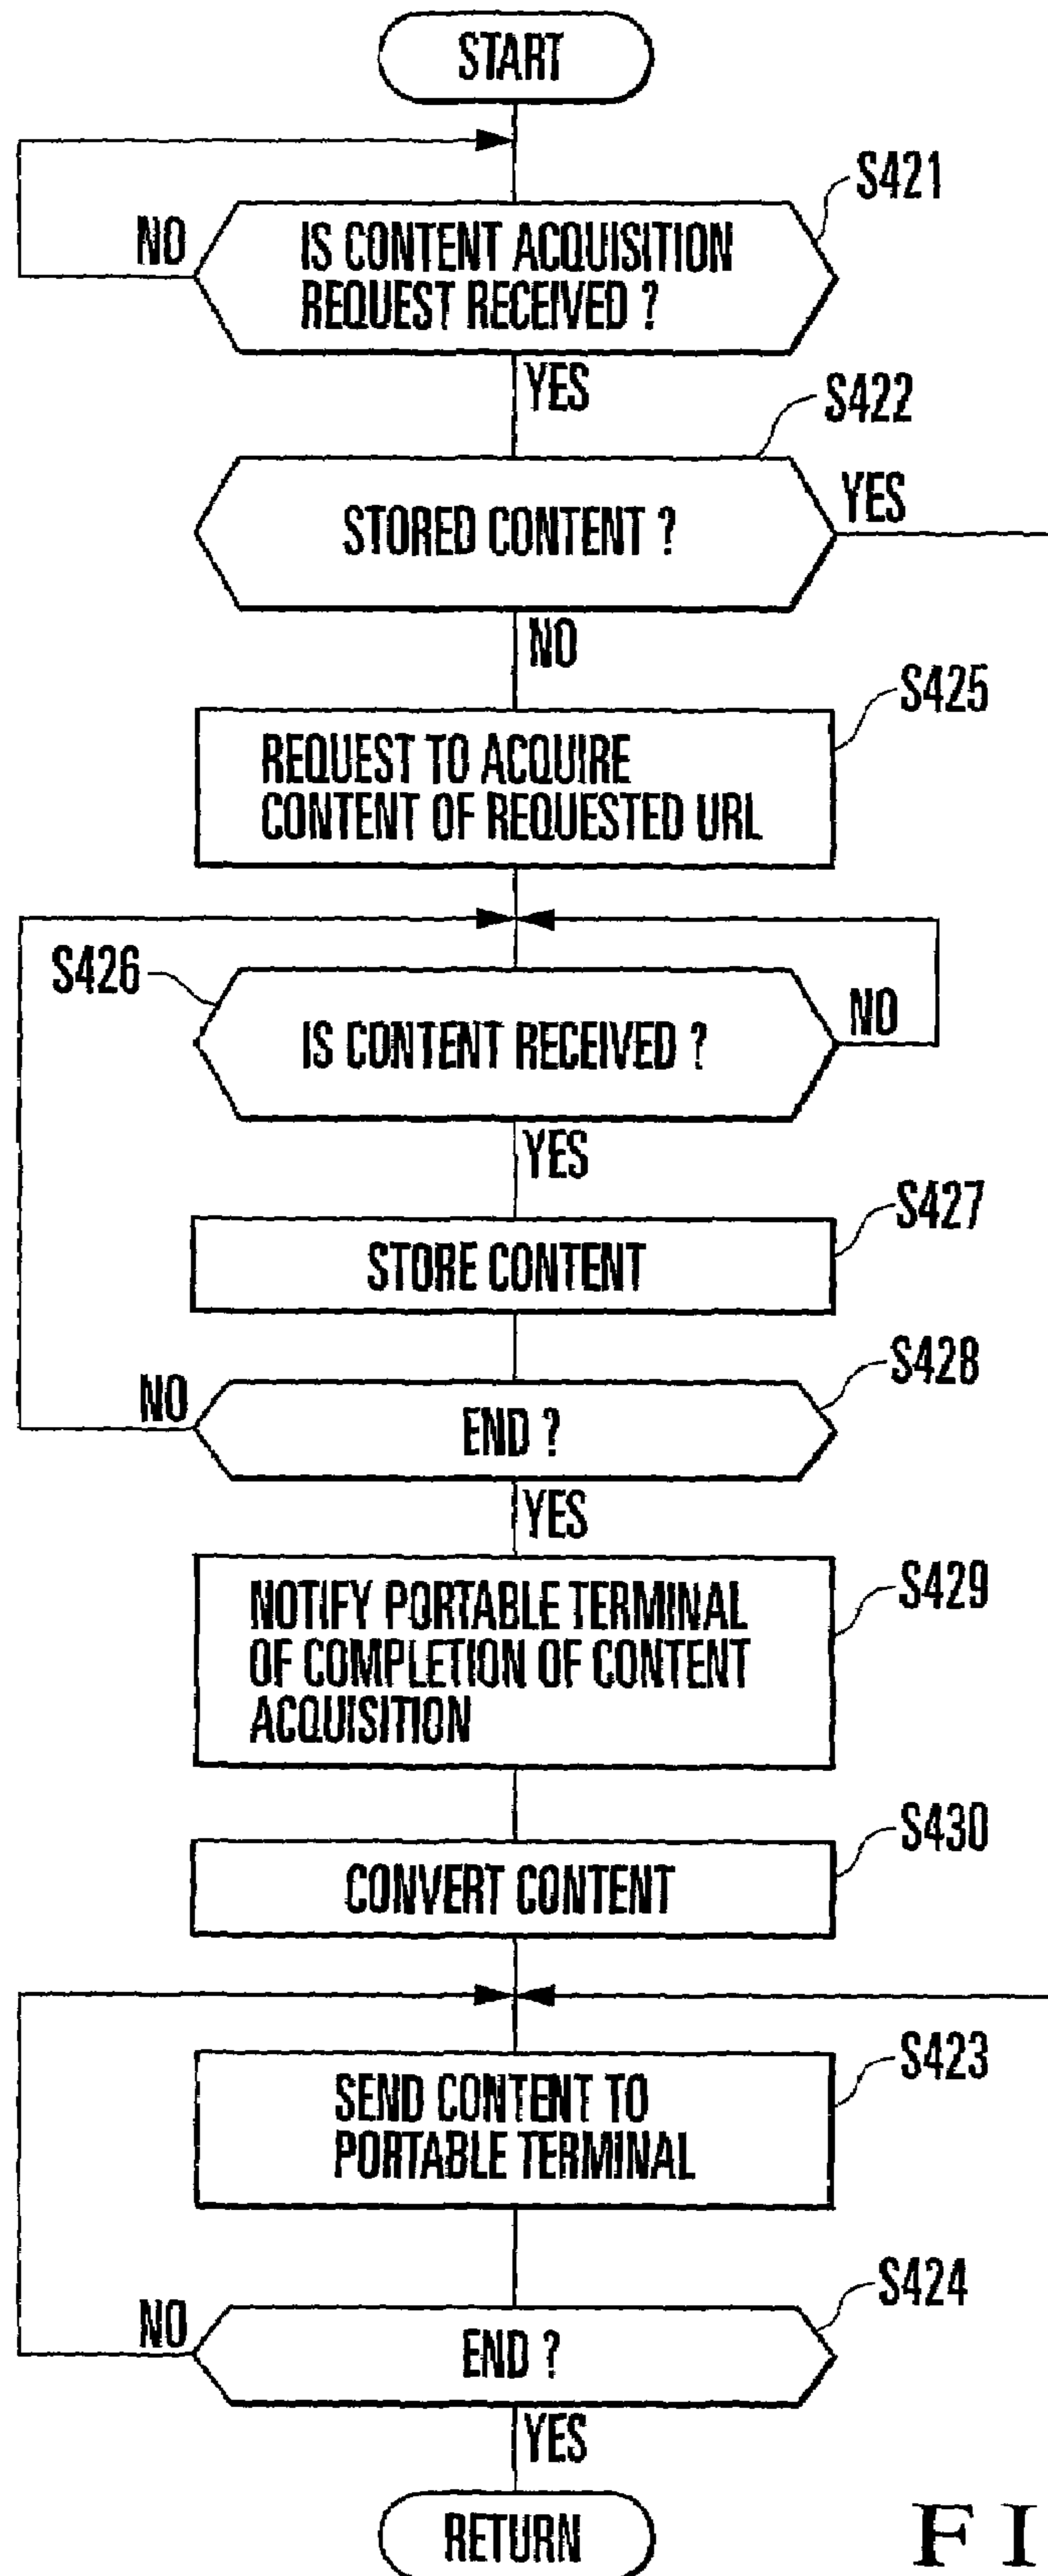 START
S421
NO
IS CONTENT ACQUISITION
REQUEST RECEIVED ?
YES
S422
YES
STORED CONTENT ?
NO
S425
REQUEST TO ACQUIRE
CONTENT OF REQUESTED URL
S426
NO
IS CONTENT RECEIVED ?
YES
S427
STORE CONTENT
S428
NO
END ?
YES
S429
NOTIFY PORTABLE TERMINAL
OF COMPLETION OF CONTENT
ACQUISITION
S430
CONVERT CONTENT
S423
SEND CONTENT TO
PORTABLE TERMINAL
S424
NO
END ?
YES
RETURN
FI